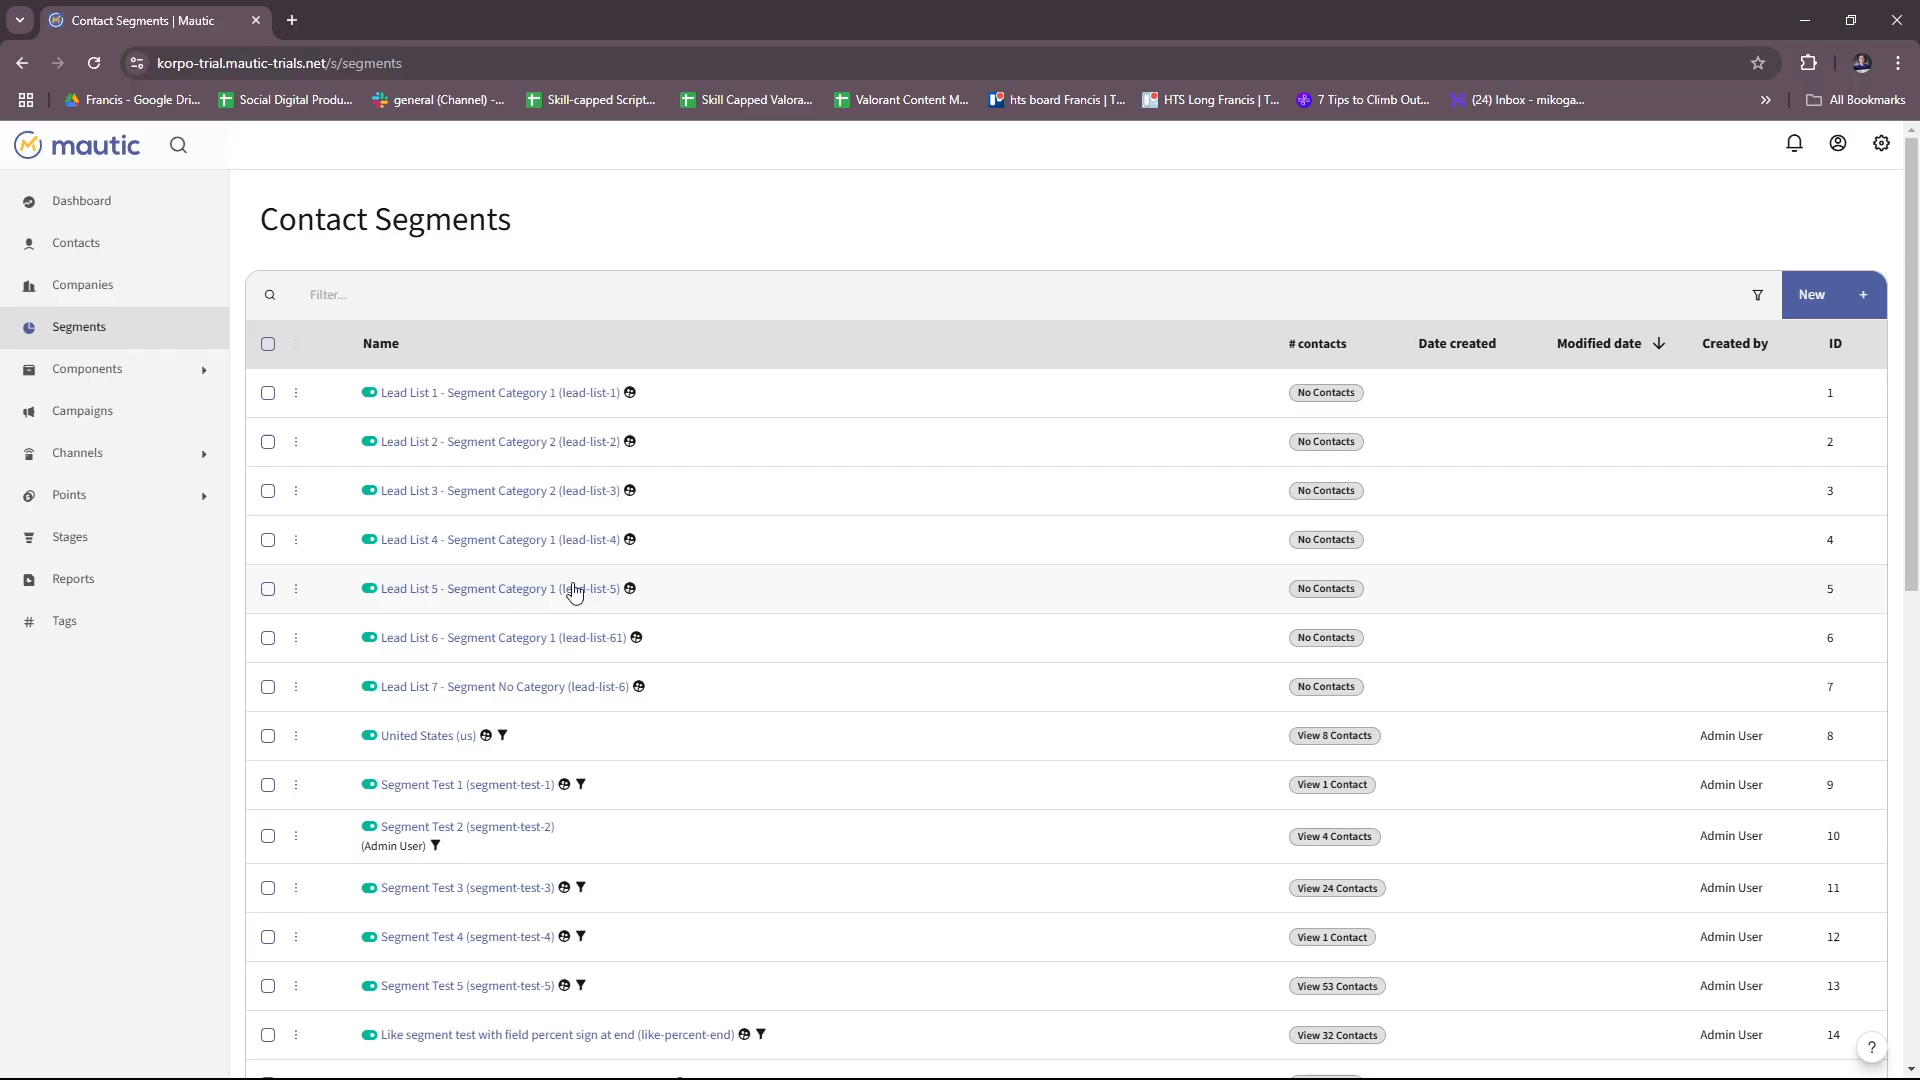 Contact Segments | Mautic
korpo-trial.mautic-trials.net/s/segments
Francis - Google Dri... Social Digital Produ... general (Channel) -... Skill-capped Script... Skill Capped Valora... Valorant Content M... hts board Francis | T... HTS Long Francis | T... 7 Tips to Climb Out... (24) Inbox - mikoga... All Bookmarks
mautic
Dashboard
Contacts
Companies
Segments
Components
Campaigns
Channels
Points
Stages
Reports
Tags
Contact Segments
Filter... New +
Name # contacts Date created Modified date Created by ID
Lead List 1 - Segment Category 1 (lead-list-1) No Contacts 1
Lead List 2 - Segment Category 2 (lead-list-2) No Contacts 2
Lead List 3 - Segment Category 2 (lead-list-3) No Contacts 3
Lead List 4 - Segment Category 1 (lead-list-4) No Contacts 4
Lead List 5 - Segment Category 1 (lead-list-5) No Contacts 5
Lead List 6 - Segment Category 1 (lead-list-61) No Contacts 6
Lead List 7 - Segment No Category (lead-list-6) No Contacts 7
United States (us) View 8 Contacts Admin User 8
Segment Test 1 (segment-test-1) View 1 Contact Admin User 9
Segment Test 2 (segment-test-2)
(Admin User) View 4 Contacts Admin User 10
Segment Test 3 (segment-test-3) View 24 Contacts Admin User 11
Segment Test 4 (segment-test-4) View 1 Contact Admin User 12
Segment Test 5 (segment-test-5) View 53 Contacts Admin User 13
Like segment test with field percent sign at end (like-percent-end) View 32 Contacts Admin User 14
?